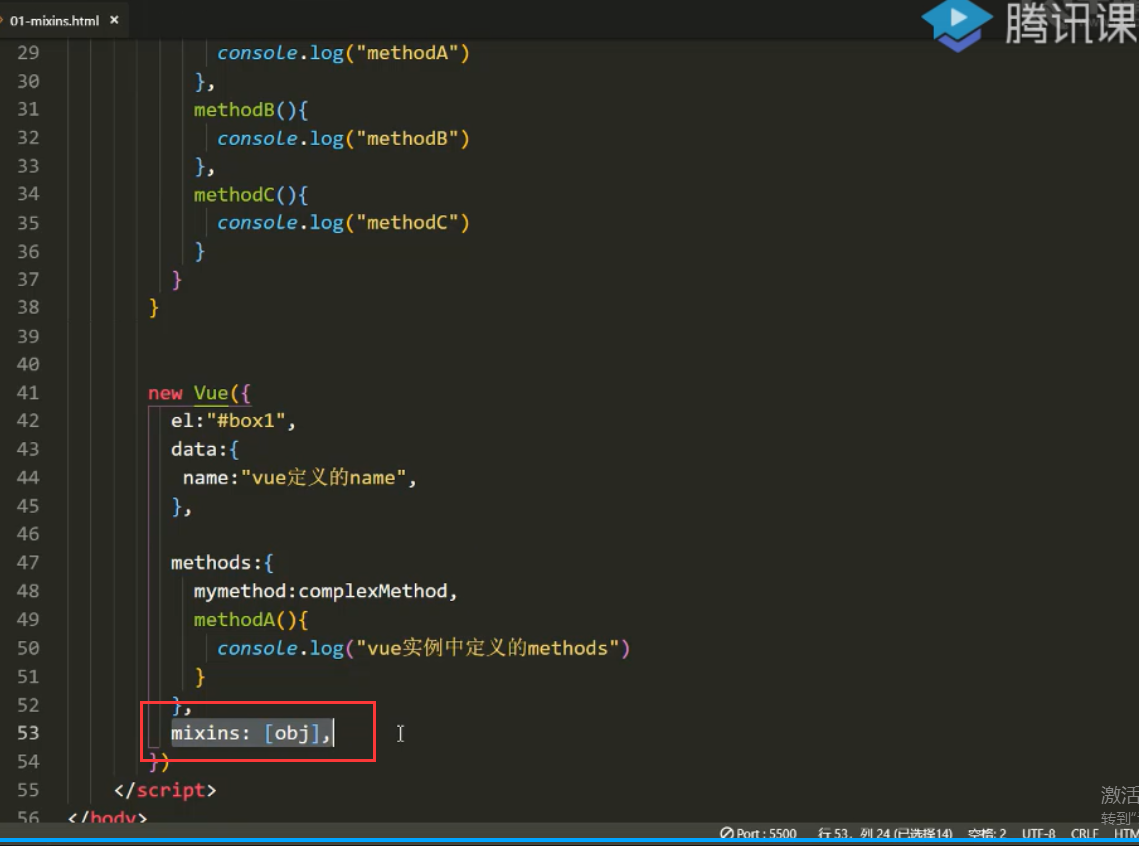 01-mixins.html ×
腾讯课
29 console.log("methodA")
30 },
31 methodB(){
32 console.log("methodB")
33 },
34 methodC(){
35 console.log("methodC")
36 }
37 }
38 }
39
40
41 new Vue({
42 el:"#box1",
43 data:{
44 name:"vue定义的name",
45 },
46
47 methods:{
48 mymethod:complexMethod,
49 methodA(){
50 console.log("vue实例中定义的methods")
51 }
52 },
53 mixins: [obj],
54 })
55 </script>
56 </body>
激活
转到"
Port : 5500 行 53，列 24 (已选择14) 空格: 2 UTF-8 CRLF HTM